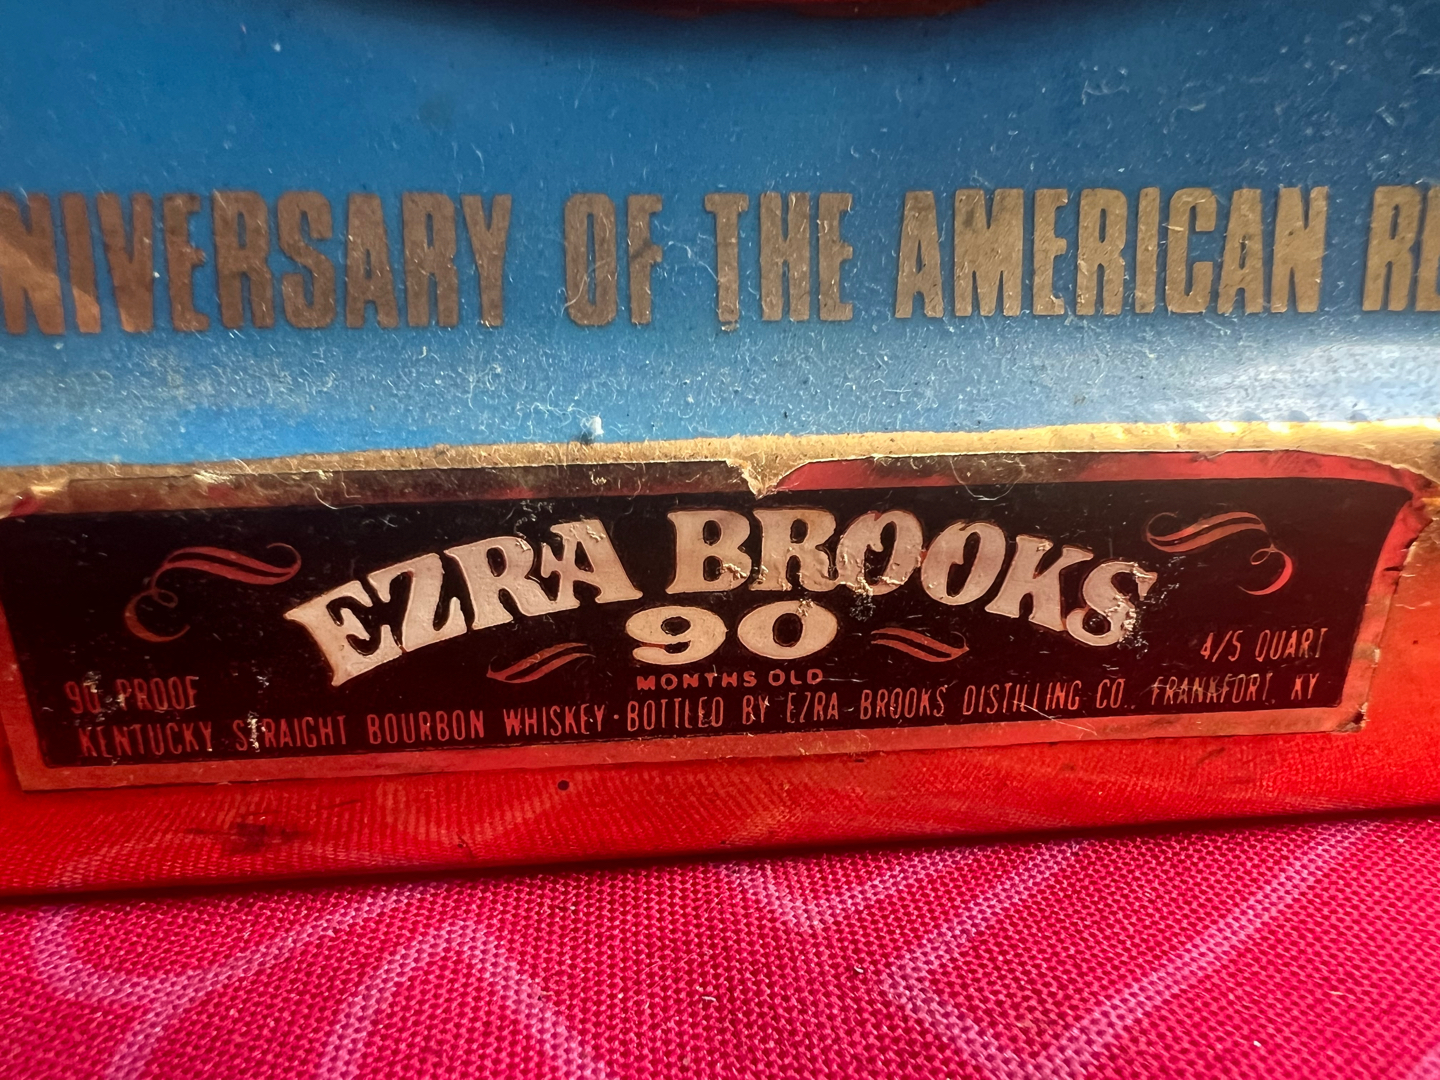 NIVERSARY OF THE AMERICAN RE
EZRA BROOKS
90
MONTHS OLD
4/5 QUART
90 PROOF
KENTUCKY STRAIGHT BOURBON WHISKEY · BOTTLED BY EZRA BROOKS DISTILLING CO., FRANKFORT, KY